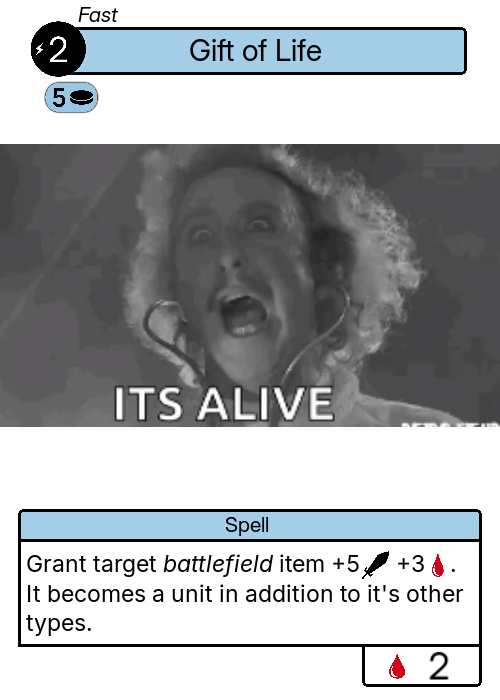 Fast
2
Gift of Life
5
ITS ALIVE
Spell
Grant target battlefield item +5 +3 .
It becomes a unit in addition to it's other
types.
2